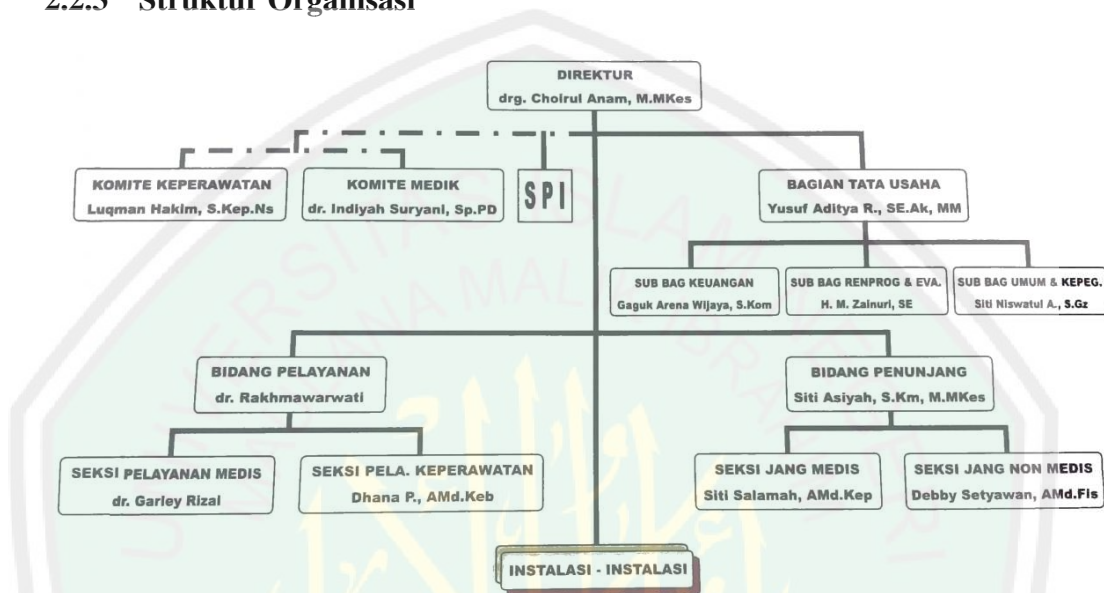 2.2.3 Struktur Organisasi
DIREKTUR
drg. Choirul Anam, M.MKes
KOMITE KEPERAWATAN
Luqman Hakim, S.Kep.Ns
KOMITE MEDIK
dr. Indiyah Suryani, Sp.PD
SPI
BAGIAN TATA USAHA
Yusuf Aditya R., SE.Ak, MM
SUB BAG KEUANGAN
Gaguk Arena Wijaya, S.Kom
SUB BAG RENPROG & EVA.
H. M. Zainuri, SE
SUB BAG UMUM & KEPEG.
Siti Niswatul A., S.Gz
BIDANG PELAYANAN
dr. Rakhmawarwati
BIDANG PENUNJANG
Siti Asiyah, S.Km, M.MKes
SEKSI PELAYANAN MEDIS
dr. Garley Rizal
SEKSI PELA. KEPERAWATAN
Dhana P., AMd.Keb
SEKSI JANG MEDIS
Siti Salamah, AMd.Kep
SEKSI JANG NON MEDIS
Debby Setyawan, AMd.Fis
INSTALASI - INSTALASI